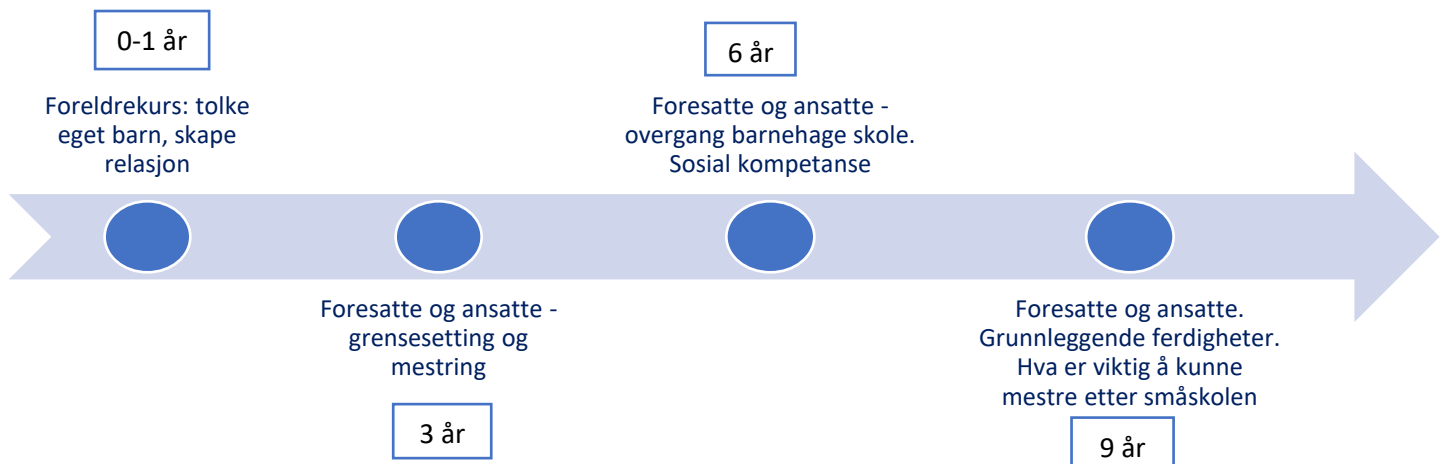 0-1 år
Foreldrekurs: tolke
eget barn, skape
relasjon
Foresatte og ansatte -
grensesetting og
mestring
3 år
6 år
Foresatte og ansatte -
overgang barnehage skole.
Sosial kompetanse
Foresatte og ansatte.
Grunnleggende ferdigheter.
Hva er viktig å kunne
mestre etter småskolen
9 år